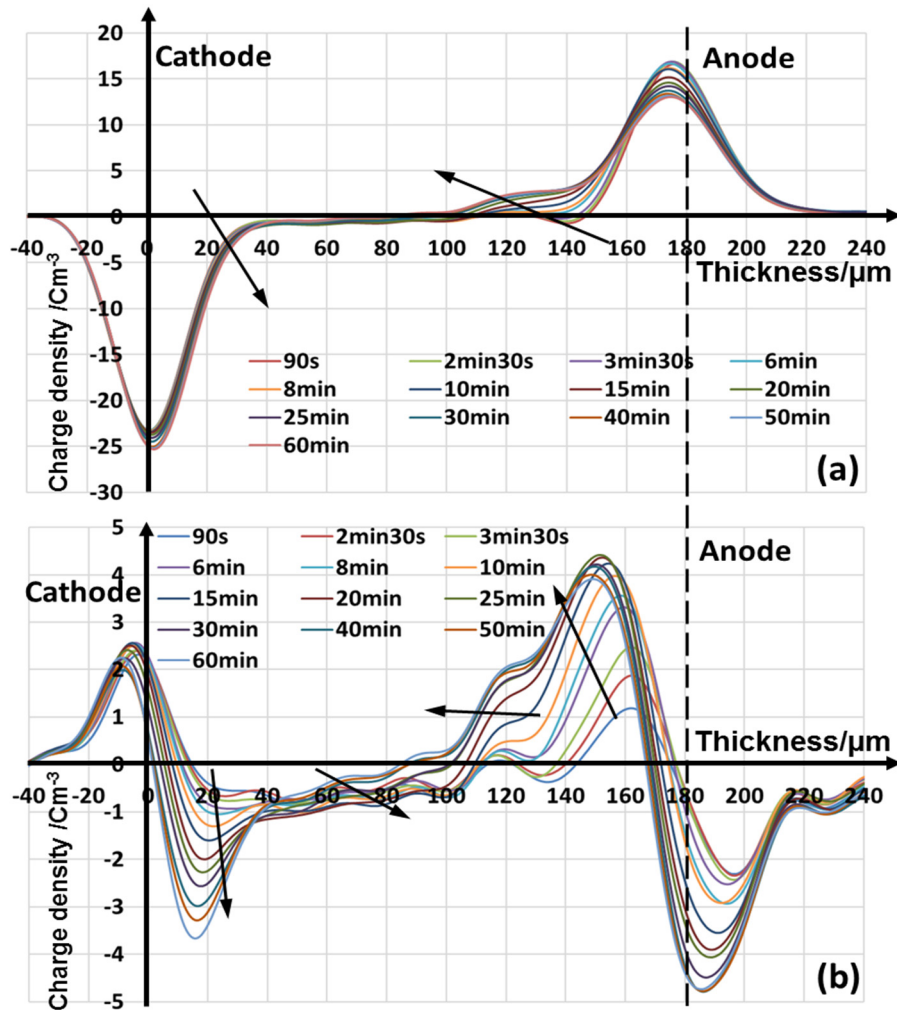 25
20
15
10
5
0
-5
-10
-15
-20
-25
-30
Cathode
Anode
-40 -20 0 20 40 60 80 100 120 140 160 180 200 220 240
Thickness/μm
Charge density /Cm-3
90s 2min30s 3min30s 6min
8min 10min 15min 20min
25min 30min 40min 50min
60min
(a)
5
4
3
2
1
0
-1
-2
-3
-4
-5
90s 2min30s 3min30s
6min 8min 10min
15min 20min 25min
30min 40min 50min
60min
Cathode
Anode
Thickness/μm
-40 -20 0 20 40 60 80 100 120 140 160 180 200 220 240
Charge density /Cm-3
(b)